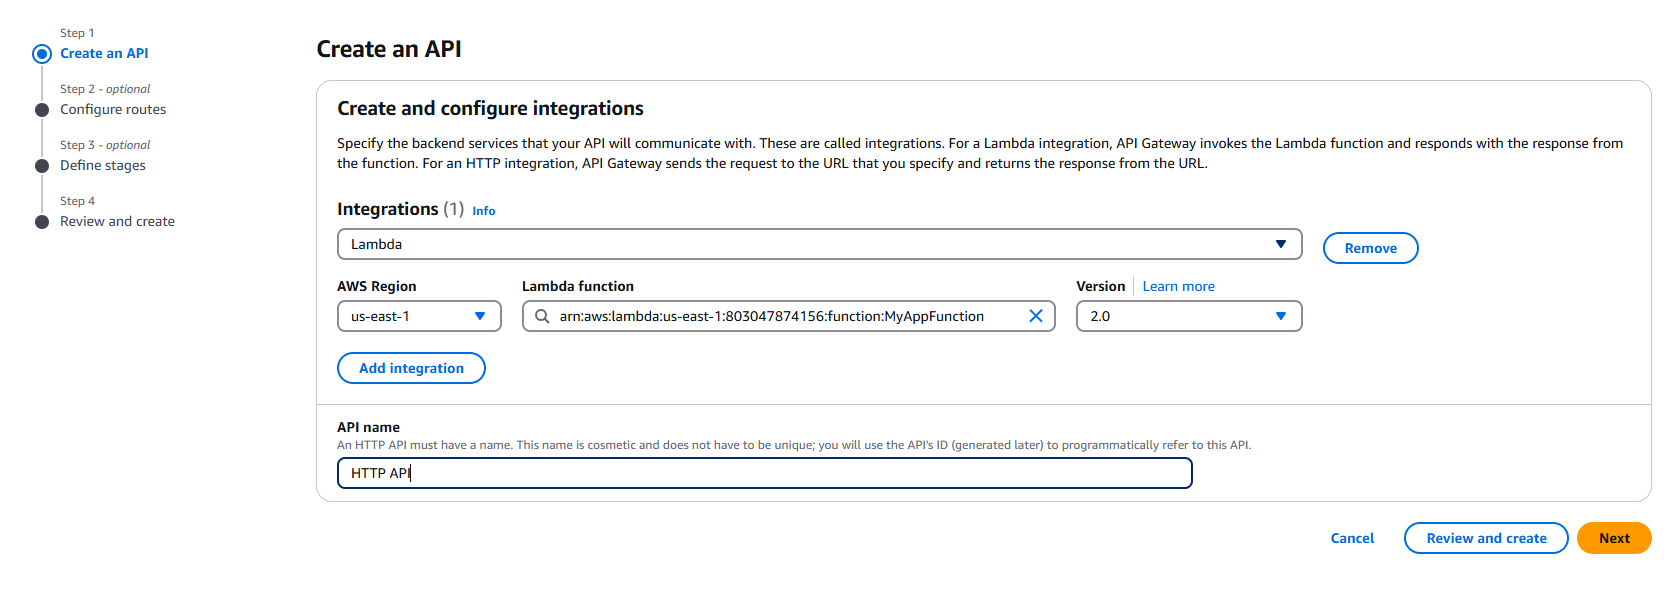 Step 1
Create an API
Step 2 - optional
Configure routes
Step 3 - optional
Define stages
Step 4
Review and create
Create an API
Create and configure integrations
Specify the backend services that your API will communicate with. These are called integrations. For a Lambda integration, API Gateway invokes the Lambda function and responds with the response from
the function. For an HTTP integration, API Gateway sends the request to the URL that you specify and returns the response from the URL.
Integrations (1) Info
Lambda
Remove
AWS Region Lambda function Version Learn more
us-east-1 arn:aws:lambda:us-east-1:803047874156:function:MyAppFunction 2.0
Add integration
API name
An HTTP API must have a name. This name is cosmetic and does not have to be unique; you will use the API's ID (generated later) to programmatically refer to this API.
HTTP API
Cancel Review and create Next